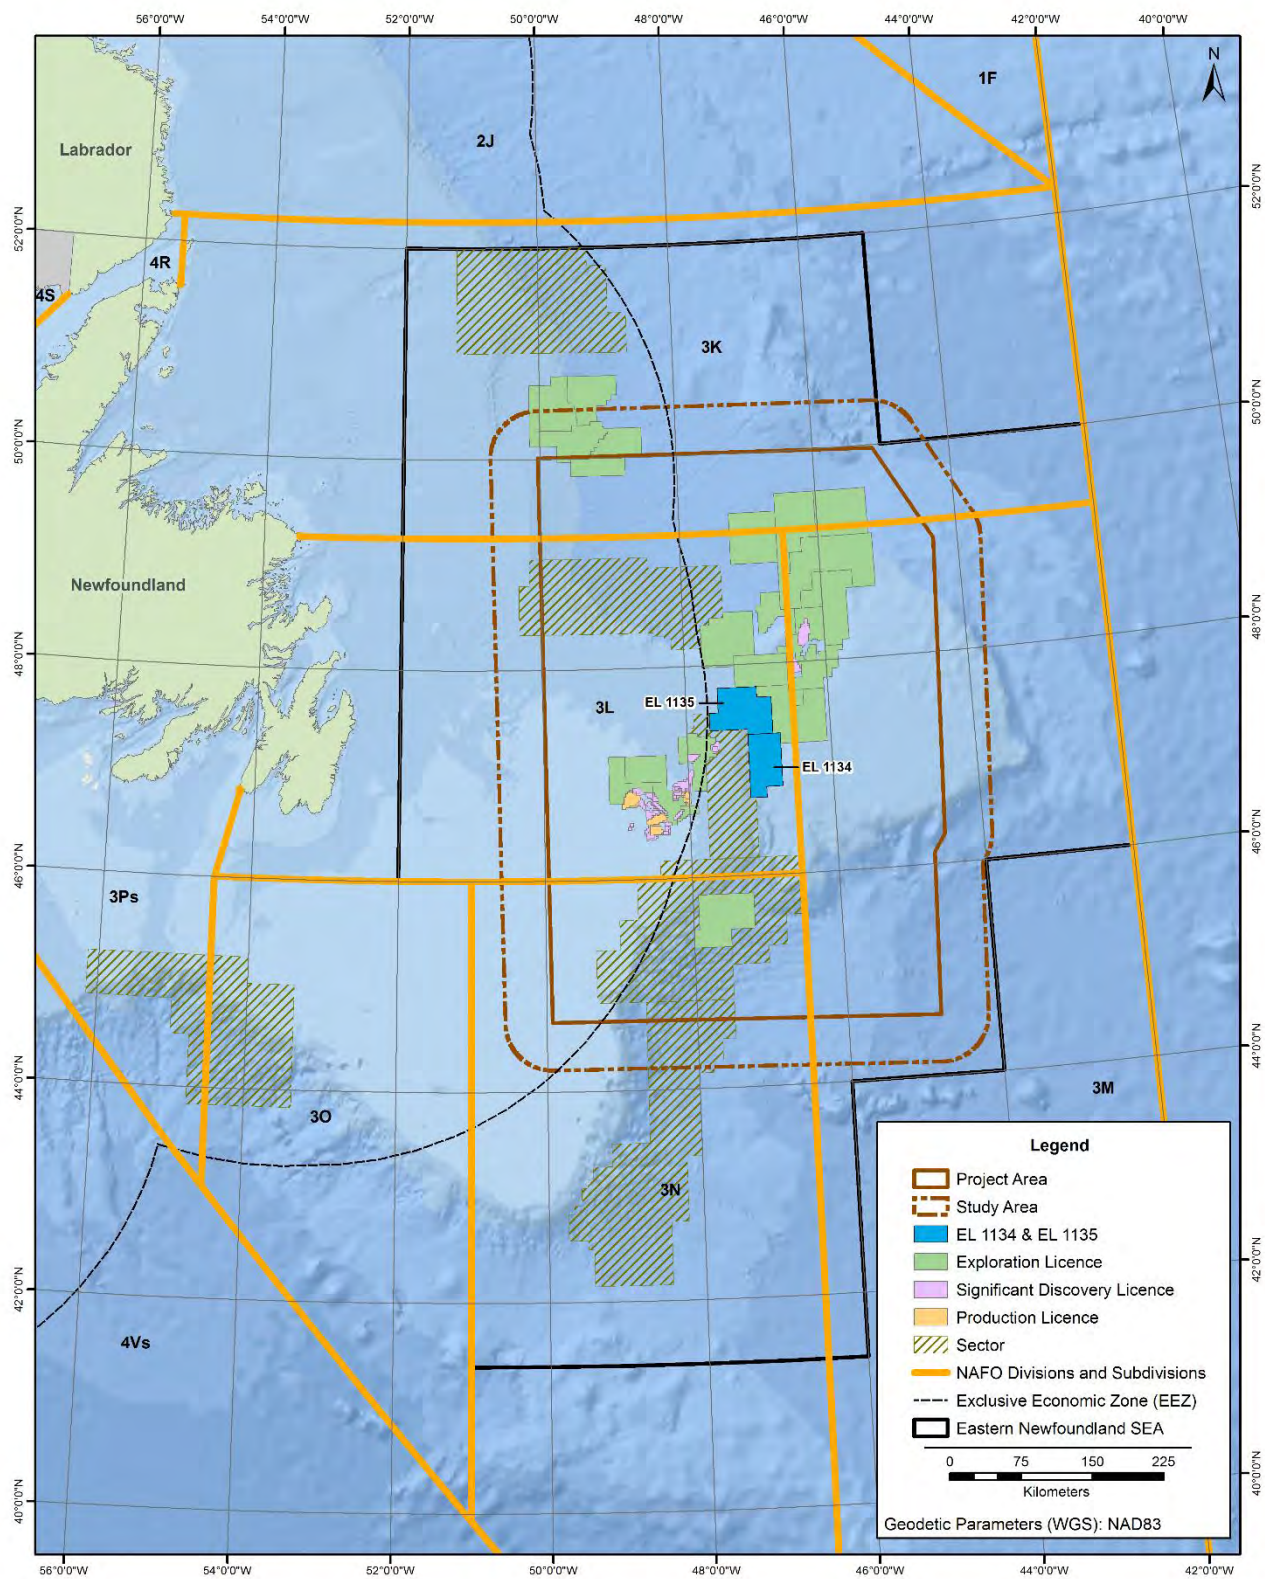 56°0'0"W 54°0'0"W 52°0'0"W 50°0'0"W 48°0'0"W 46°0'0"W 44°0'0"W 42°0'0"W 40°0'0"W
N
1F
2J
Labrador
52°0'0"N
52°0'0"N
4R
4S
3K
50°0'0"N
50°0'0"N
Newfoundland
48°0'0"N
48°0'0"N
3L
EL 1135
EL 1134
46°0'0"N
46°0'0"N
3Ps
44°0'0"N
44°0'0"N
3M
3O
3N
42°0'0"N
42°0'0"N
4Vs
40°0'0"N
40°0'0"N
Legend
Project Area
Study Area
EL 1134 & EL 1135
Exploration Licence
Significant Discovery Licence
Production Licence
Sector
NAFO Divisions and Subdivisions
Exclusive Economic Zone (EEZ)
Eastern Newfoundland SEA
0 75 150 225
Kilometers
Geodetic Parameters (WGS): NAD83
56°0'0"W 54°0'0"W 52°0'0"W 50°0'0"W 48°0'0"W 46°0'0"W 44°0'0"W 42°0'0"W